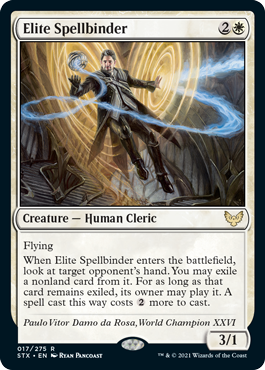 Elite Spellbinder 2
Creature — Human Cleric
Flying
When Elite Spellbinder enters the battlefield,
look at target opponent's hand. You may exile
a nonland card from it. For as long as that
card remains exiled, its owner may play it. A
spell cast this way costs 2 more to cast.
Paulo Vitor Damo da Rosa, World Champion XXVI
3/1
017/275 R
STX • EN Ryan Pancoast
™ & © 2021 Wizards of the Coast